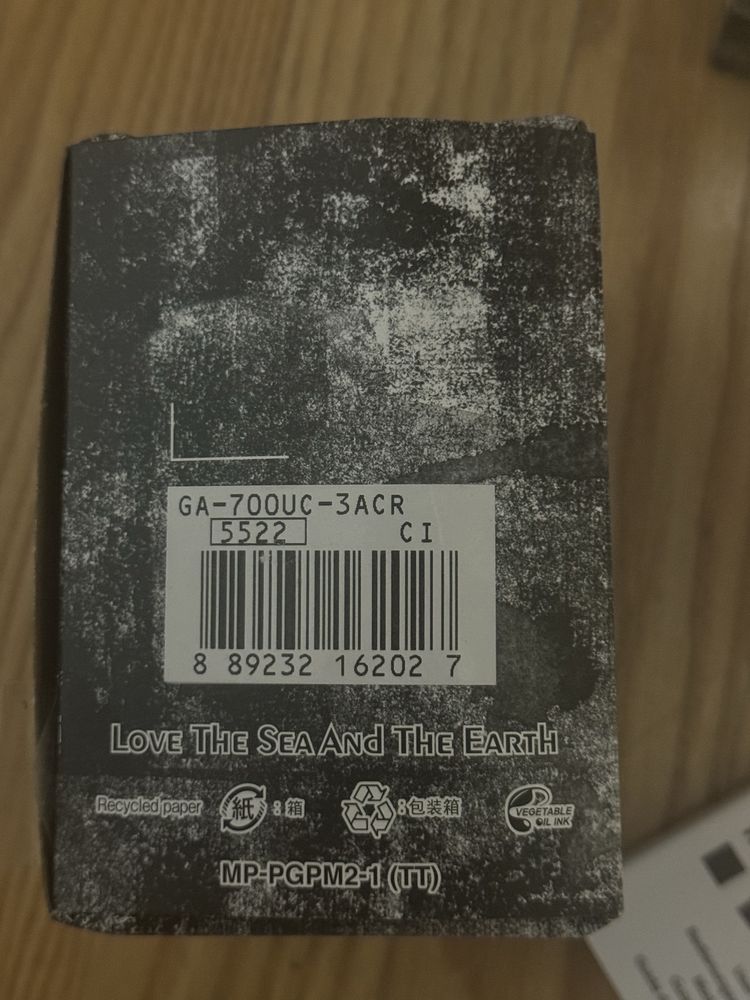 GA-700UC-3ACR
5522 CI
8 89232 16202 7
LOVE THE SEA AND THE EARTH
Recycled paper 紙 : 箱 : 包装箱 VEGETABLE OIL INK
MP-PGPM2-1 (TT)